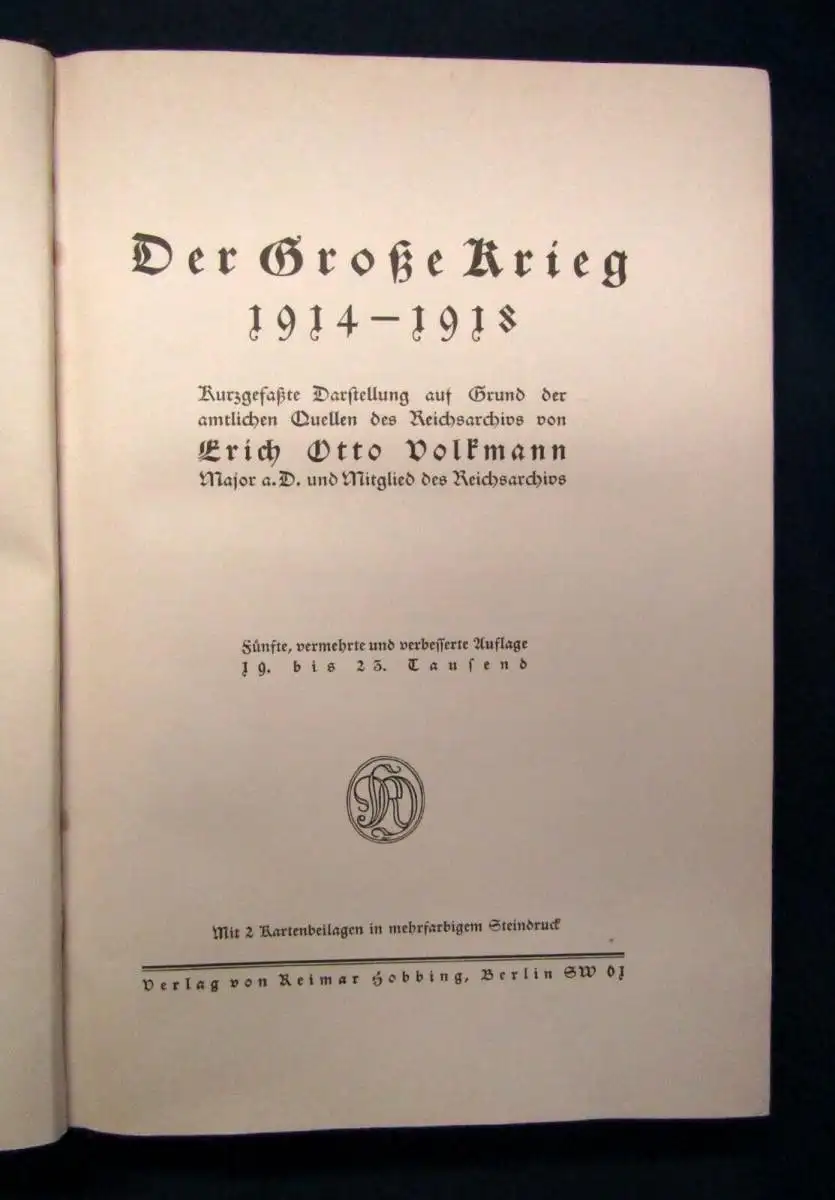 Der Große Krieg
1914–1918
Kurzgefaßte Darstellung auf Grund der
amtlichen Quellen des Reichsarchivs von
Erich Otto Volkmann
Major a. D. und Mitglied des Reichsarchivs
Fünfte, vermehrte und verbesserte Auflage
19. bis 23. Tausend
Mit 2 Kartenbeilagen in mehrfarbigem Steindruck
Verlag von Reimar Hobbing, Berlin SW 61